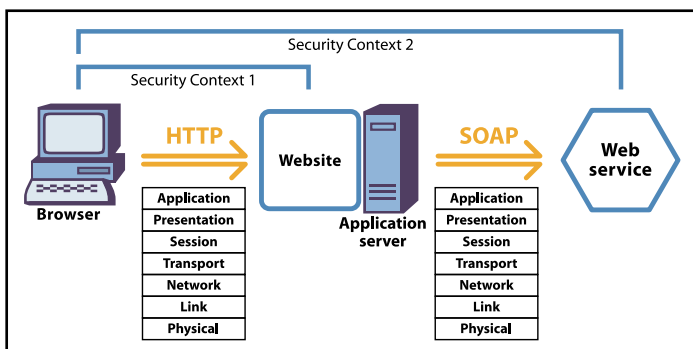 Security Context 2
Security Context 1
HTTP
SOAP
Website
Web
service
Browser
Application
server
Application
Presentation
Session
Transport
Network
Link
Physical
Application
Presentation
Session
Transport
Network
Link
Physical